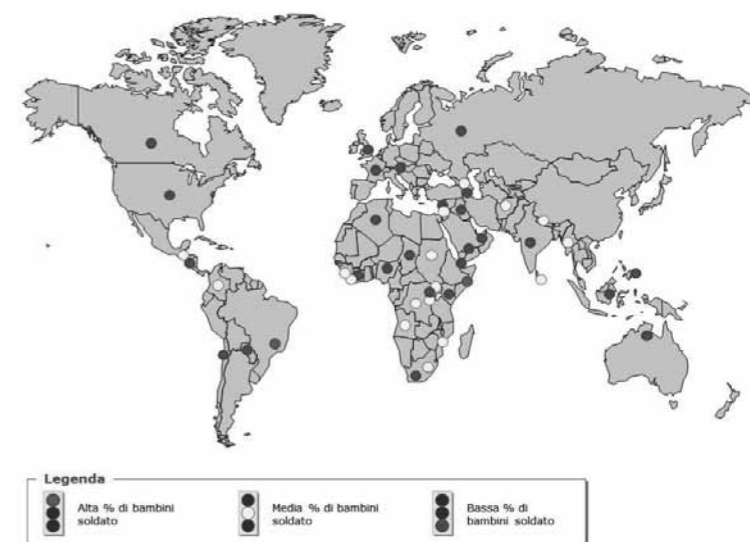 Legenda
Alta % di bambini
soldato
Media % di bambini
soldato
Bassa % di
bambini soldato